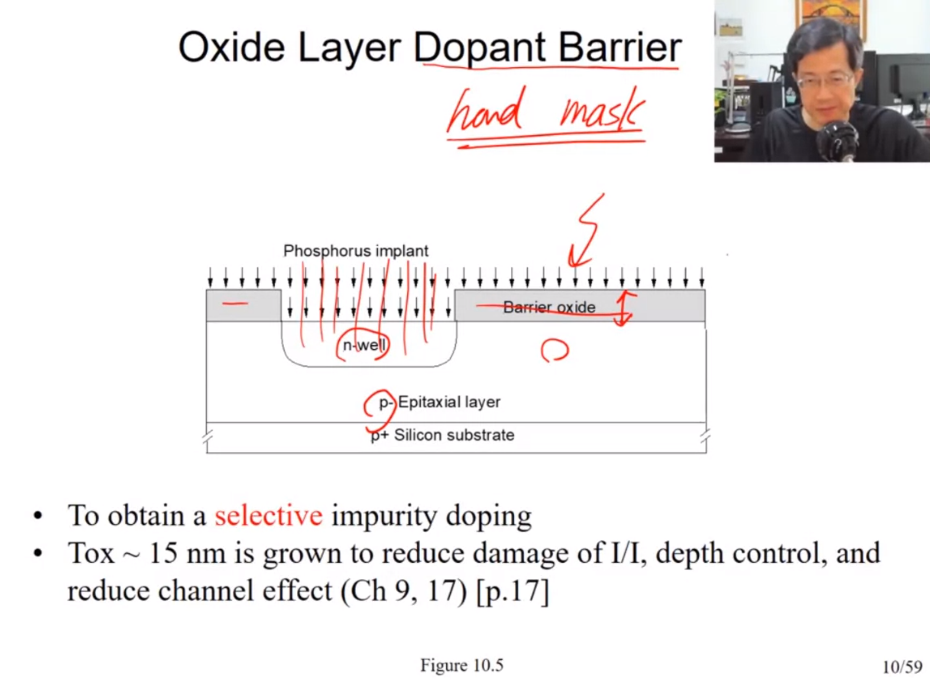 Oxide Layer Dopant Barrier
hard mask
Phosphorus implant
Barrier oxide
n-well
p- Epitaxial layer
p+ Silicon substrate
• To obtain a selective impurity doping
• Tox ~ 15 nm is grown to reduce damage of I/I, depth control, and
reduce channel effect (Ch 9, 17) [p.17]
Figure 10.5
10/59